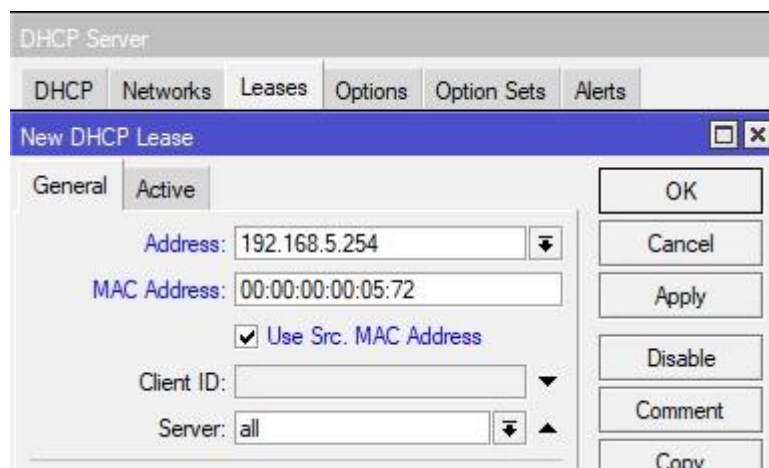 DHCP Server
DHCP Networks Leases Options Option Sets Alerts
New DHCP Lease
General Active
OK
Address: 192.168.5.254
Cancel
MAC Address: 00:00:00:00:05:72
Apply
Use Src. MAC Address
Disable
Client ID:
Comment
Server: all
Copy